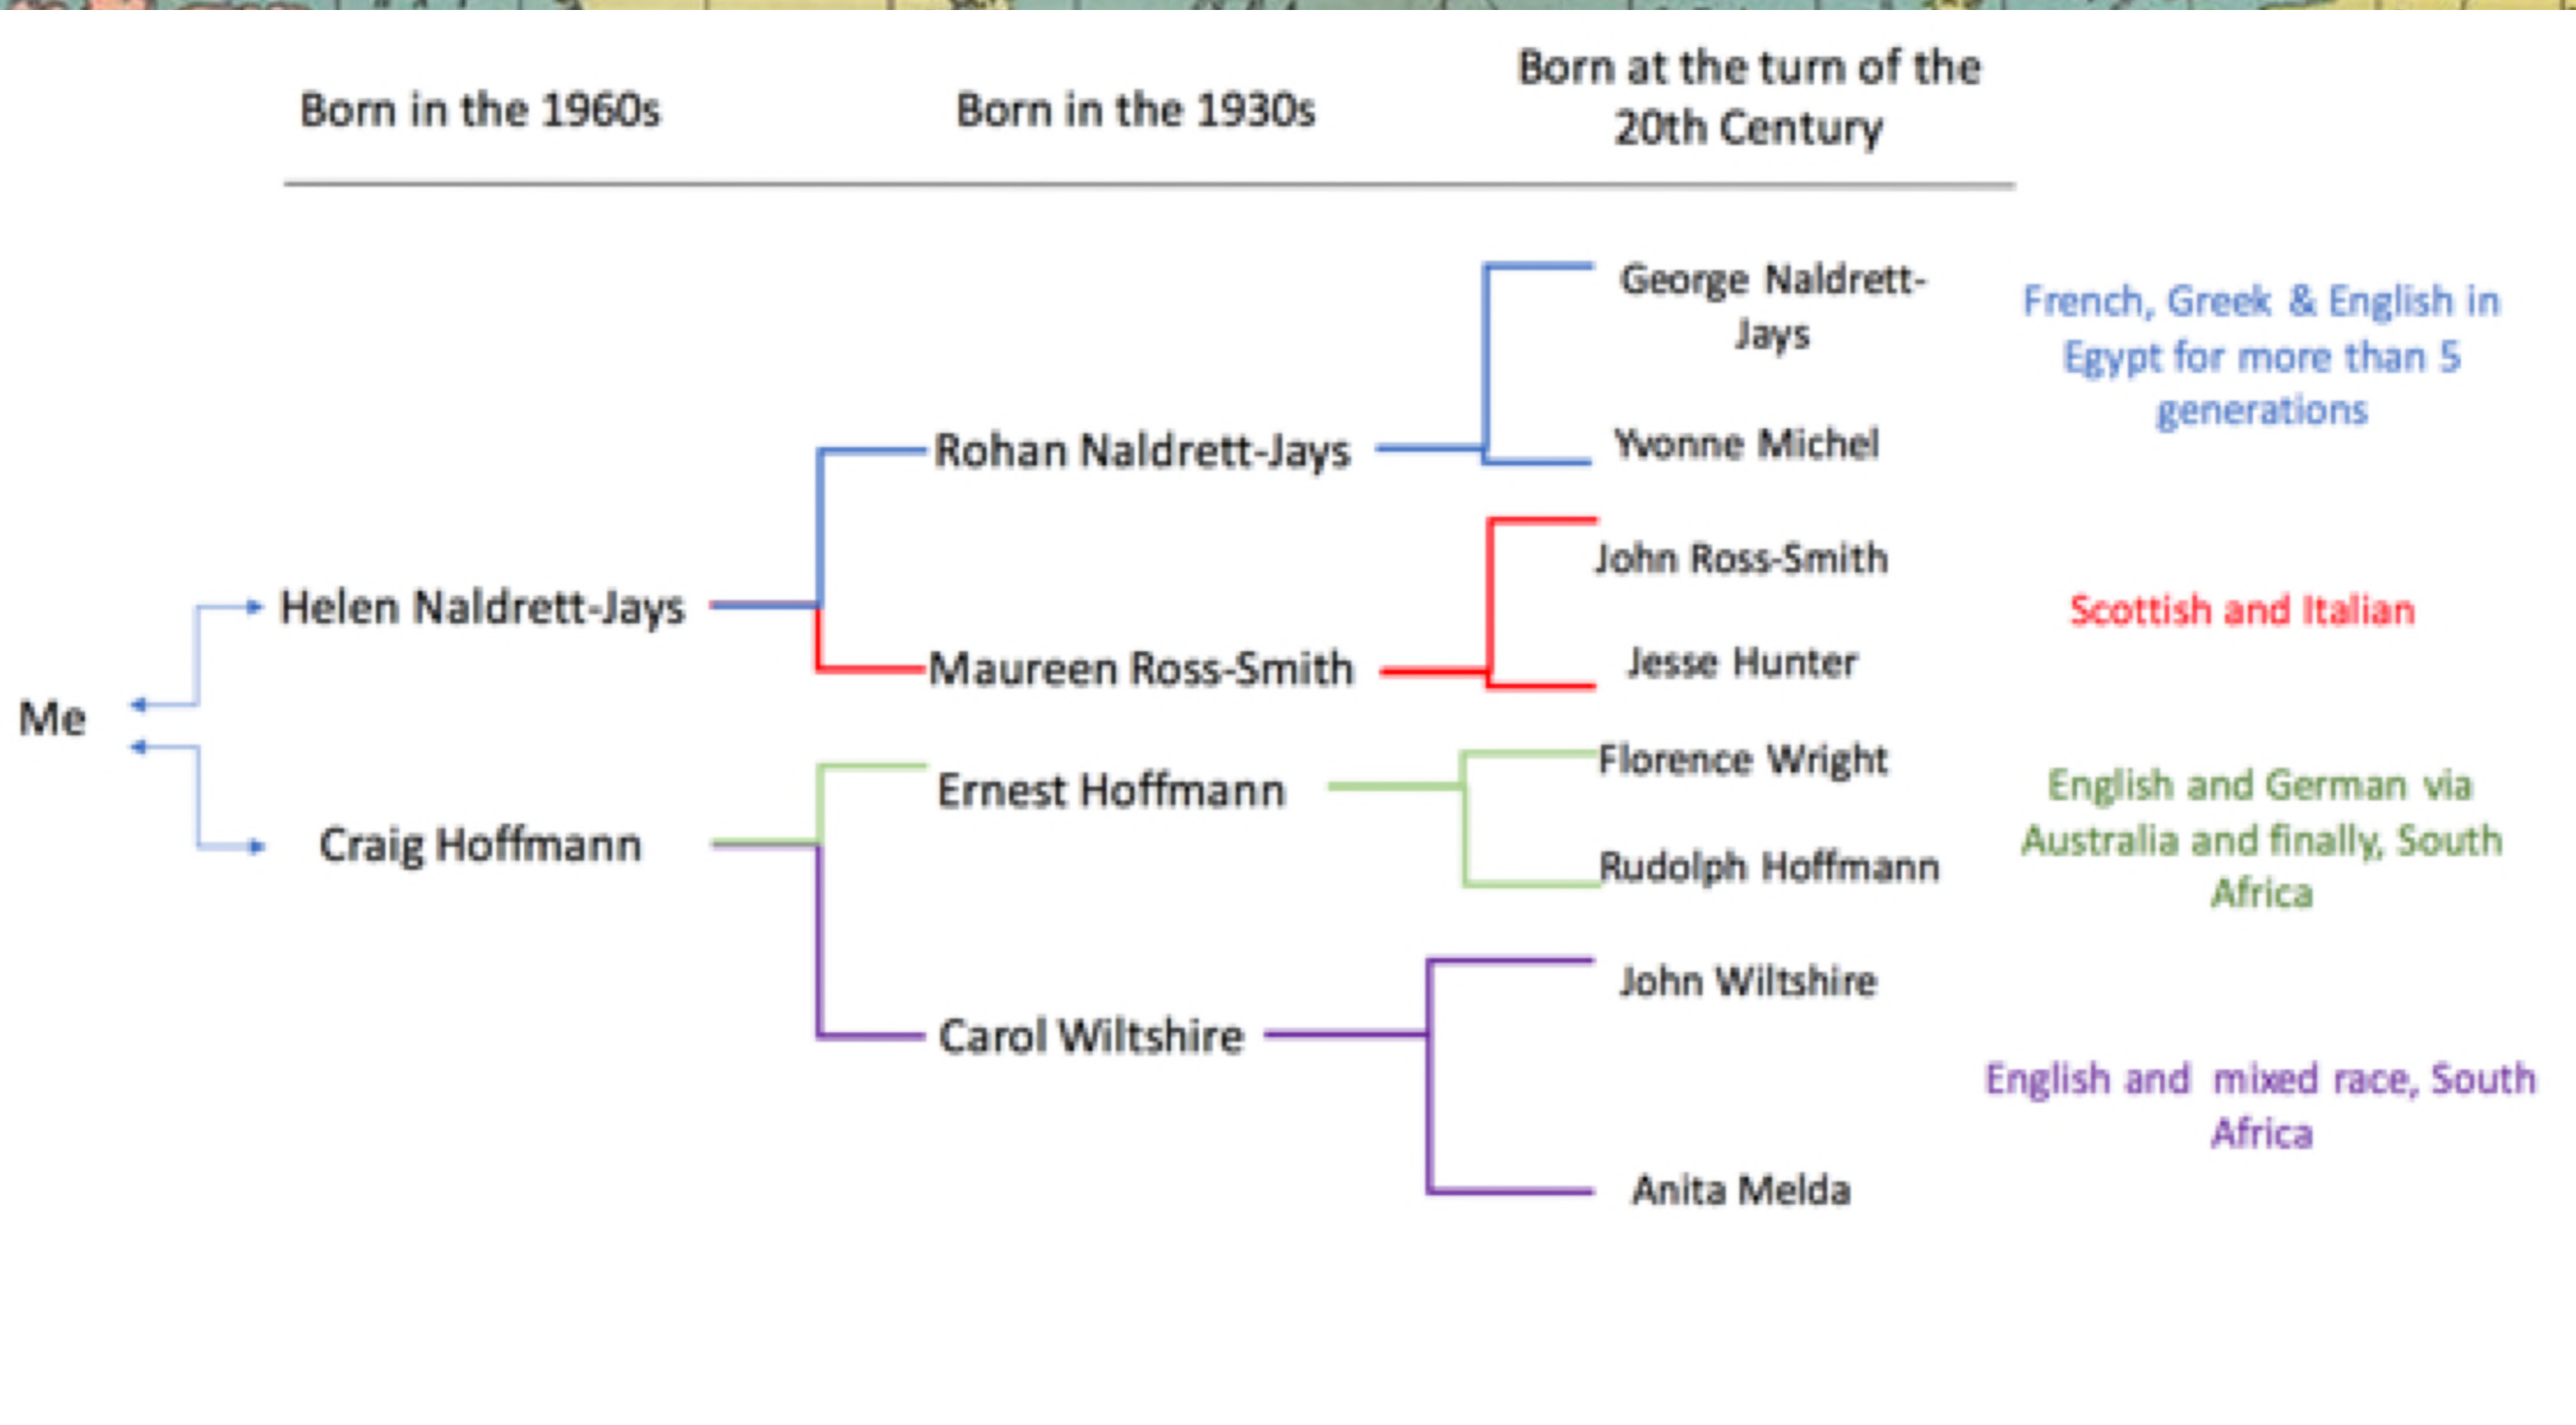 Born in the 1960s
Born in the 1930s
Born at the turn of the
20th Century
George Naldrett-
Jays
French, Greek & English in
Egypt for more than 5
generations
Rohan Naldrett-Jays
Yvonne Michel
John Ross-Smith
Helen Naldrett-Jays
Scottish and Italian
Maureen Ross-Smith
Jesse Hunter
Me
Ernest Hoffmann
Florence Wright
English and German via
Australia and finally, South
Africa
Craig Hoffmann
Rudolph Hoffmann
John Wiltshire
Carol Wiltshire
English and mixed race, South
Africa
Anita Melda